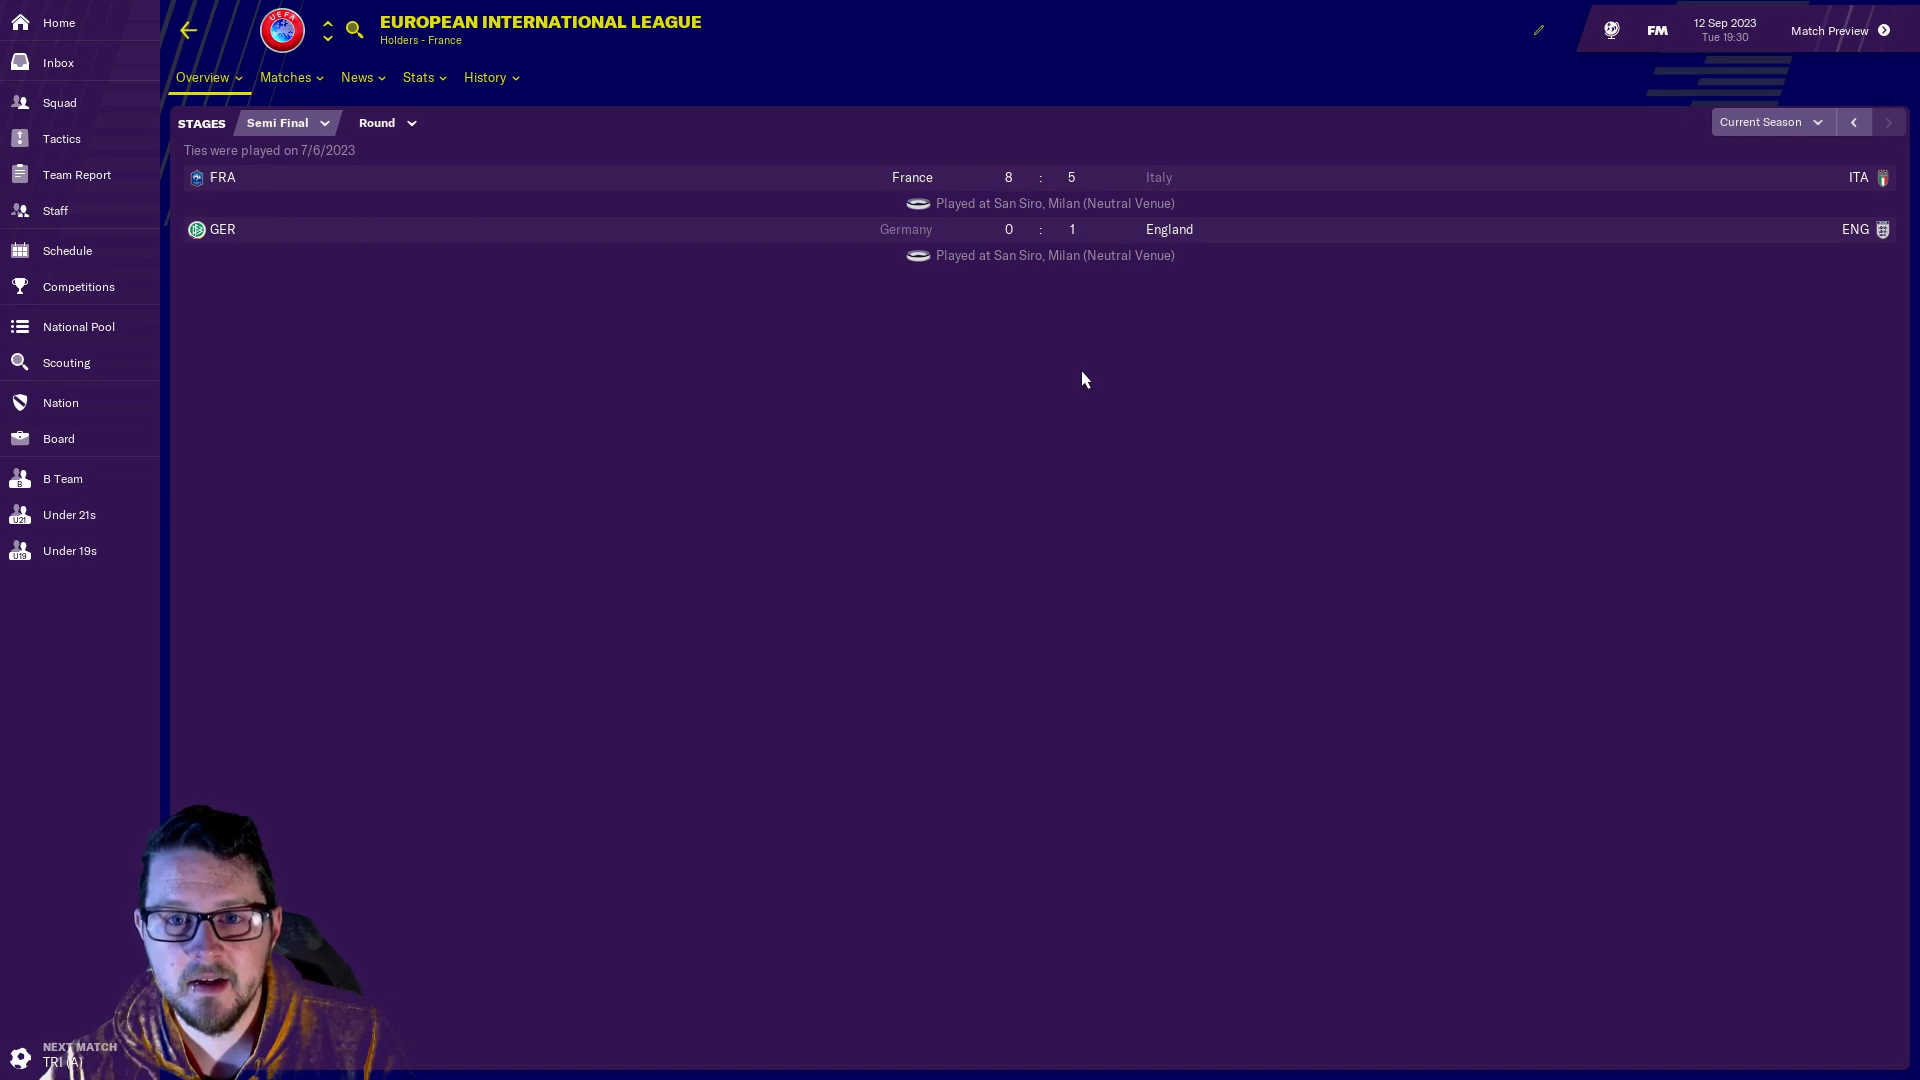 Home
Inbox
Squad
Tactics
Team Report
Staff
Schedule
Competitions
National Pool
Scouting
Nation
Board
B
B Team
U21
Under 21s
U19
Under 19s
NEXT MATCH
TRI (A)
UEFA
EUROPEAN INTERNATIONAL LEAGUE
Holders - France
FM
12 Sep 2023
Tue 19:30
Match Preview
Overview Matches News Stats History
STAGES Semi Final Round
Current Season
Ties were played on 7/6/2023
FRA France 8 : 5 Italy ITA
Played at San Siro, Milan (Neutral Venue)
GER Germany 0 : 1 England ENG
Played at San Siro, Milan (Neutral Venue)